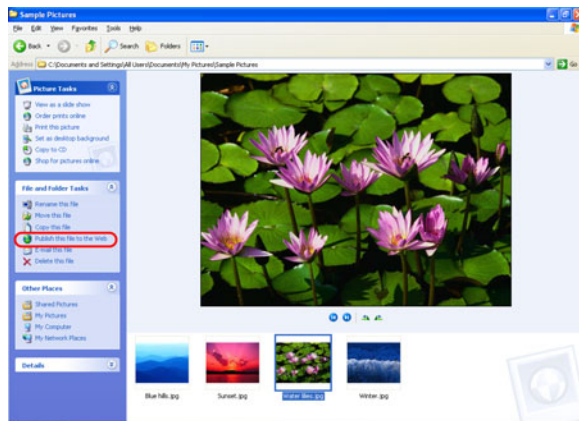 Sample Pictures
File Edit View Favorites Tools Help
Back Search Folders
Address C:\Documents and Settings\All Users\Documents\My Pictures\Sample Pictures Go
Picture Tasks
View as a slide show
Order prints online
Print this picture
Set as desktop background
Copy to CD
Shop for pictures online
File and Folder Tasks
Rename this file
Move this file
Copy this file
Publish this file to the Web
E-mail this file
Delete this file
Other Places
Shared Pictures
My Pictures
My Computer
My Network Places
Details
Blue hills.jpg Sunset.jpg Water lilies.jpg Winter.jpg